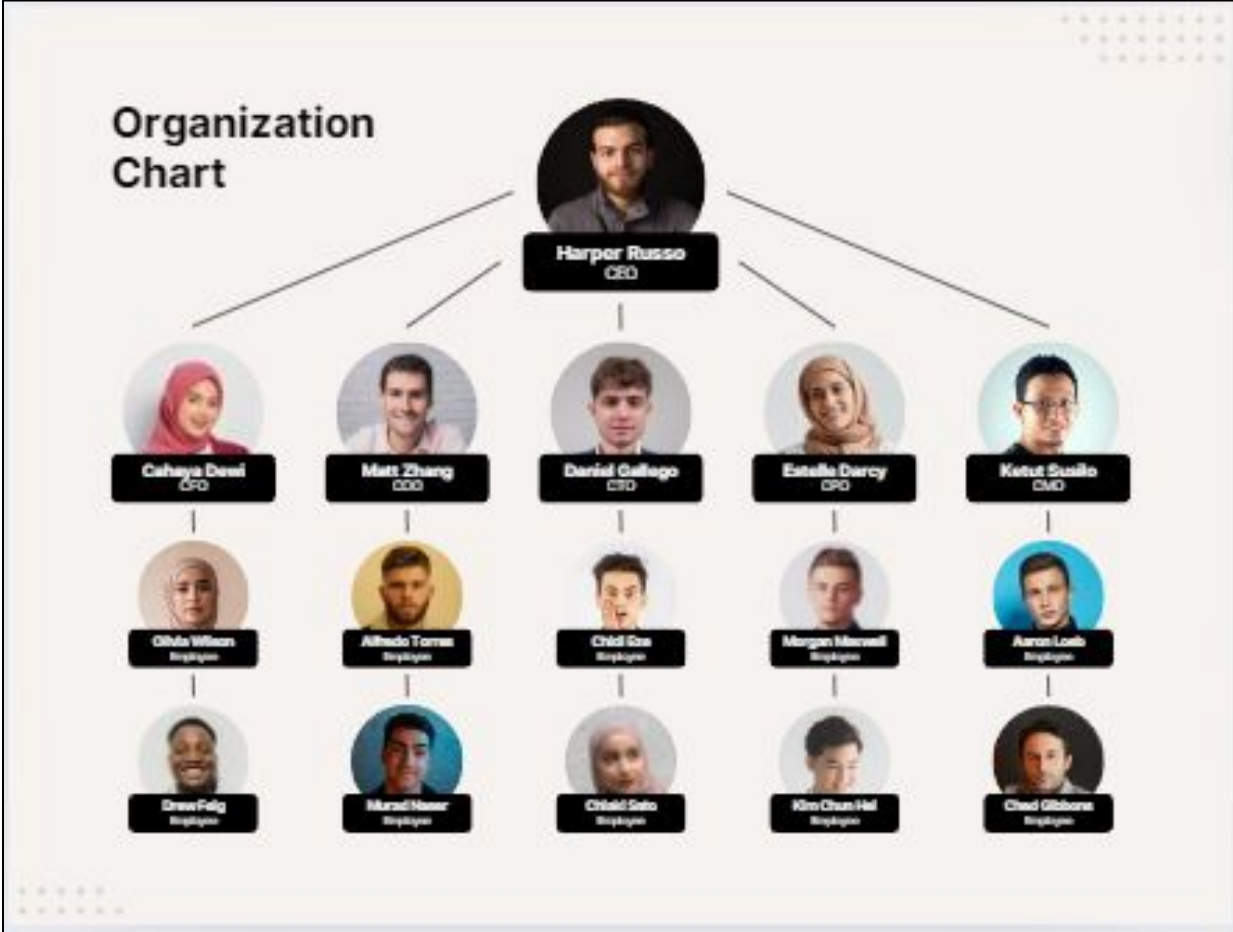 Organization
Chart
Harper Russo
CEO
Cahaya Dewi
CFO
Matt Zhang
COO
Daniel Gallego
CTO
Estelle Darcy
CPO
Ketut Susilo
CMO
Olivia Wilson
Employee
Alfredo Torres
Employee
Chidi Eze
Employee
Morgan Maxwell
Employee
Aaron Loeb
Employee
Drew Feig
Employee
Murad Naser
Employee
Chiaki Sato
Employee
Kim Chun Hei
Employee
Chad Gibbons
Employee